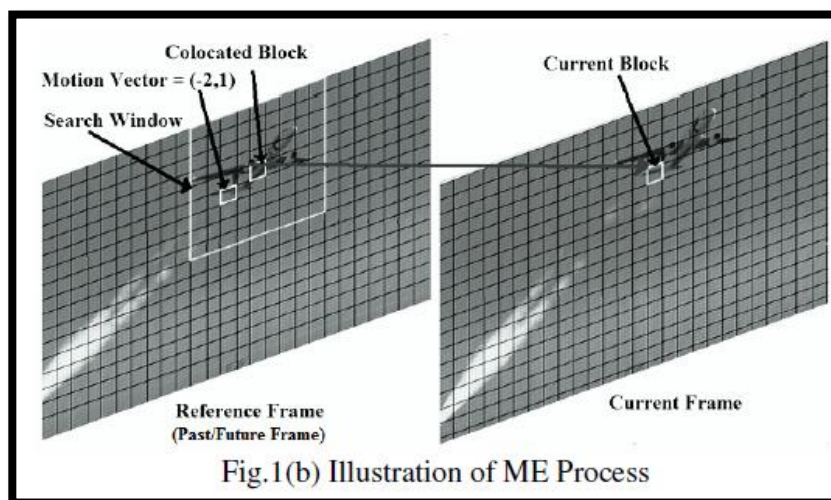 Colocated Block
Motion Vector = (-2,1)
Search Window
Current Block
Reference Frame
(Past/Future Frame)
Current Frame
Fig.1(b) Illustration of ME Process